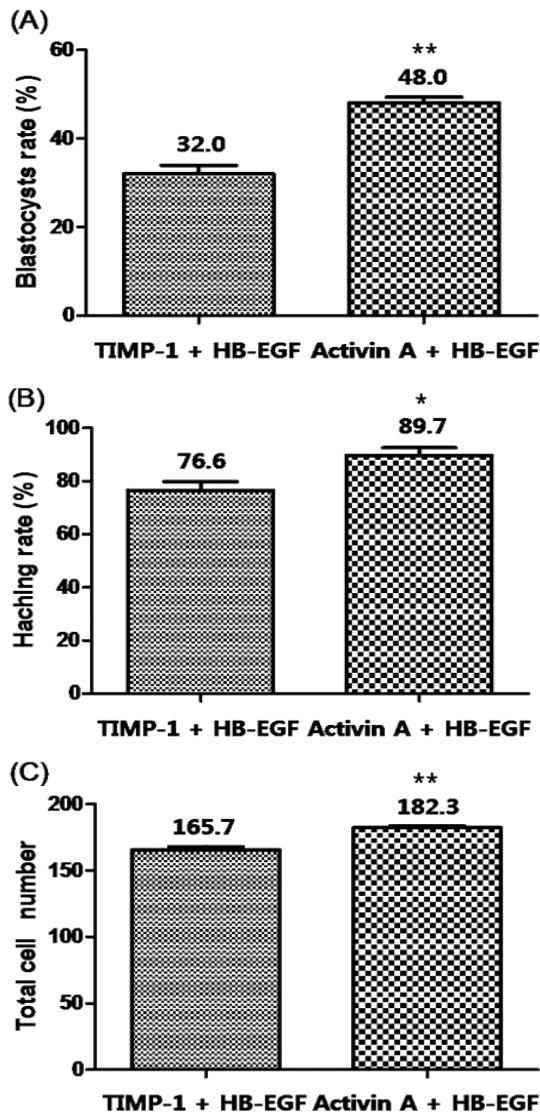 (A)
Blastocysts rate (%)
60
40
20
0
32.0
**
48.0
TIMP-1 + HB-EGF Activin A + HB-EGF
(B)
Haching rate (%)
100
80
60
40
20
0
76.6
*
89.7
TIMP-1 + HB-EGF Activin A + HB-EGF
(C)
Total cell number
200
150
100
50
0
165.7
**
182.3
TIMP-1 + HB-EGF Activin A + HB-EGF